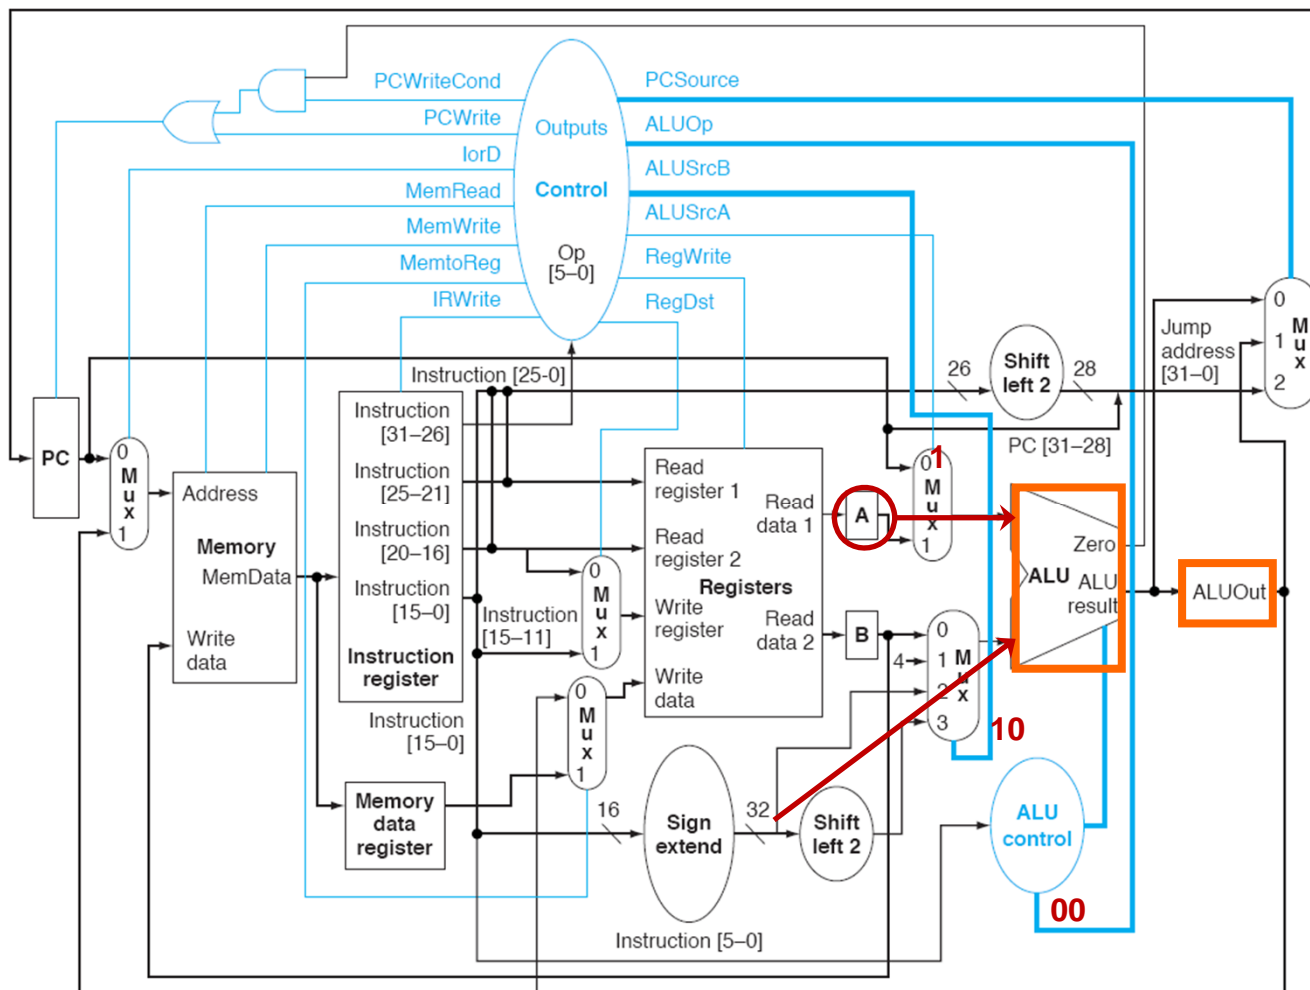 PCWriteCond
PCWrite
IorD
MemRead
MemWrite
MemtoReg
IRWrite
Outputs
Control
Op
[5–0]
PCSource
ALUOp
ALUSrcB
ALUSrcA
RegWrite
RegDst
Instruction [25-0]
26
Shift
left 2
28
Jump
address
[31–0]
PC [31–28]
0
1
2
M
u
x
PC
0
M
u
x
1
Address
Memory
MemData
Write
data
Instruction
[31–26]
Instruction
[25–21]
Instruction
[20–16]
Instruction
[15–0]
Instruction
register
Instruction
[15–11]
Instruction
[15–0]
0
M
u
x
1
0
M
u
x
1
Read
register 1
Read
register 2
Registers
Write
register
Write
data
Read
data 1
Read
data 2
A
B
4
0
1
M
u
x
1
0
1
2
3
M
u
x
10
Zero
ALU
ALU
result
ALUOut
Memory
data
register
16
Sign
extend
32
Shift
left 2
ALU
control
00
Instruction [5–0]